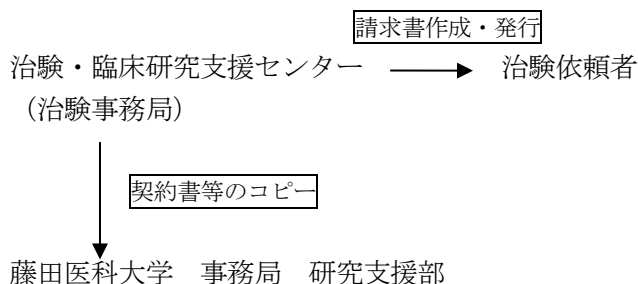 請求書作成・発行
治験・臨床研究支援センター　治験依頼者
（治験事務局）
契約書等のコピー
藤田医科大学　事務局　研究支援部